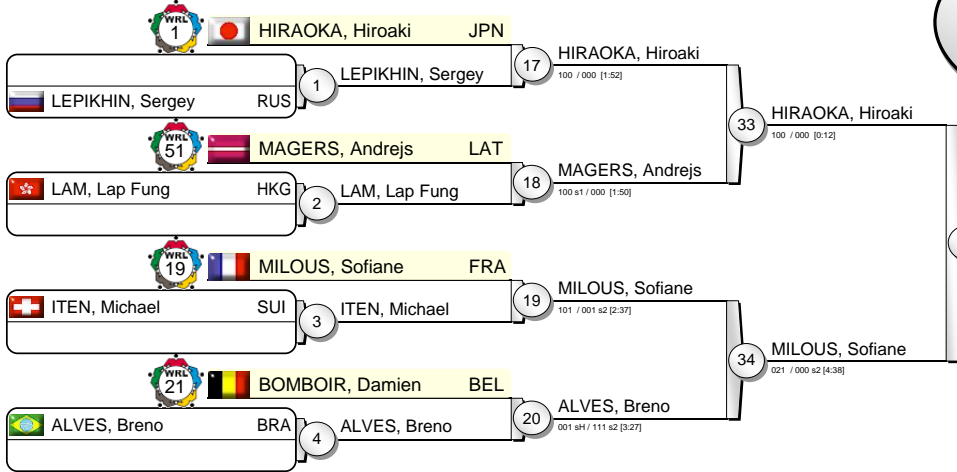 WRL
1
HIRAOKA, Hiroaki JPN
LEPIKHIN, Sergey RUS
1
LEPIKHIN, Sergey
17
HIRAOKA, Hiroaki
100 / 000 [1:52]
WRL
51
MAGERS, Andrejs LAT
LAM, Lap Fung HKG
2
LAM, Lap Fung
18
MAGERS, Andrejs
100 s1 / 000 [1:50]
33
HIRAOKA, Hiroaki
100 / 000 [0:12]
WRL
19
MILOUS, Sofiane FRA
ITEN, Michael SUI
3
ITEN, Michael
19
MILOUS, Sofiane
101 / 001 s2 [2:37]
WRL
21
BOMBOIR, Damien BEL
ALVES, Breno BRA
4
ALVES, Breno
20
ALVES, Breno
001 sH / 111 s2 [3:27]
34
MILOUS, Sofiane
021 / 000 s2 [4:38]